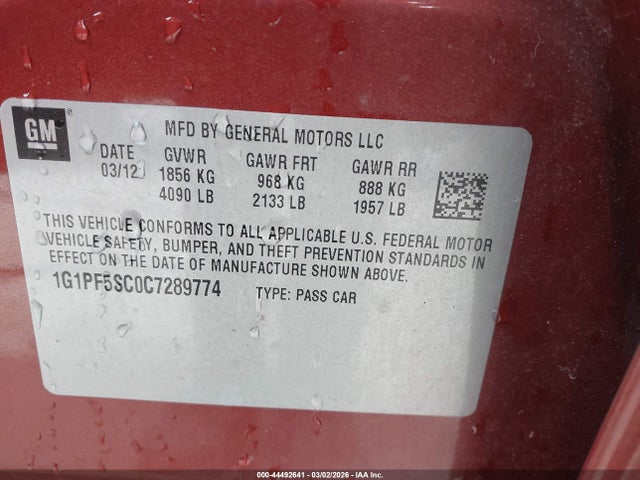 GM
MFD BY GENERAL MOTORS LLC
DATE GVWR GAWR FRT GAWR RR
03/12 1856 KG 968 KG 888 KG
4090 LB 2133 LB 1957 LB
THIS VEHICLE CONFORMS TO ALL APPLICABLE U.S. FEDERAL MOTOR
VEHICLE SAFETY, BUMPER, AND THEFT PREVENTION STANDARDS IN
EFFECT ON THE DATE OF MANUFACTURE SHOWN ABOVE.
1G1PF5SC0C7289774 TYPE: PASS CAR
000-44492641 - 03/02/2026 - IAA Inc.